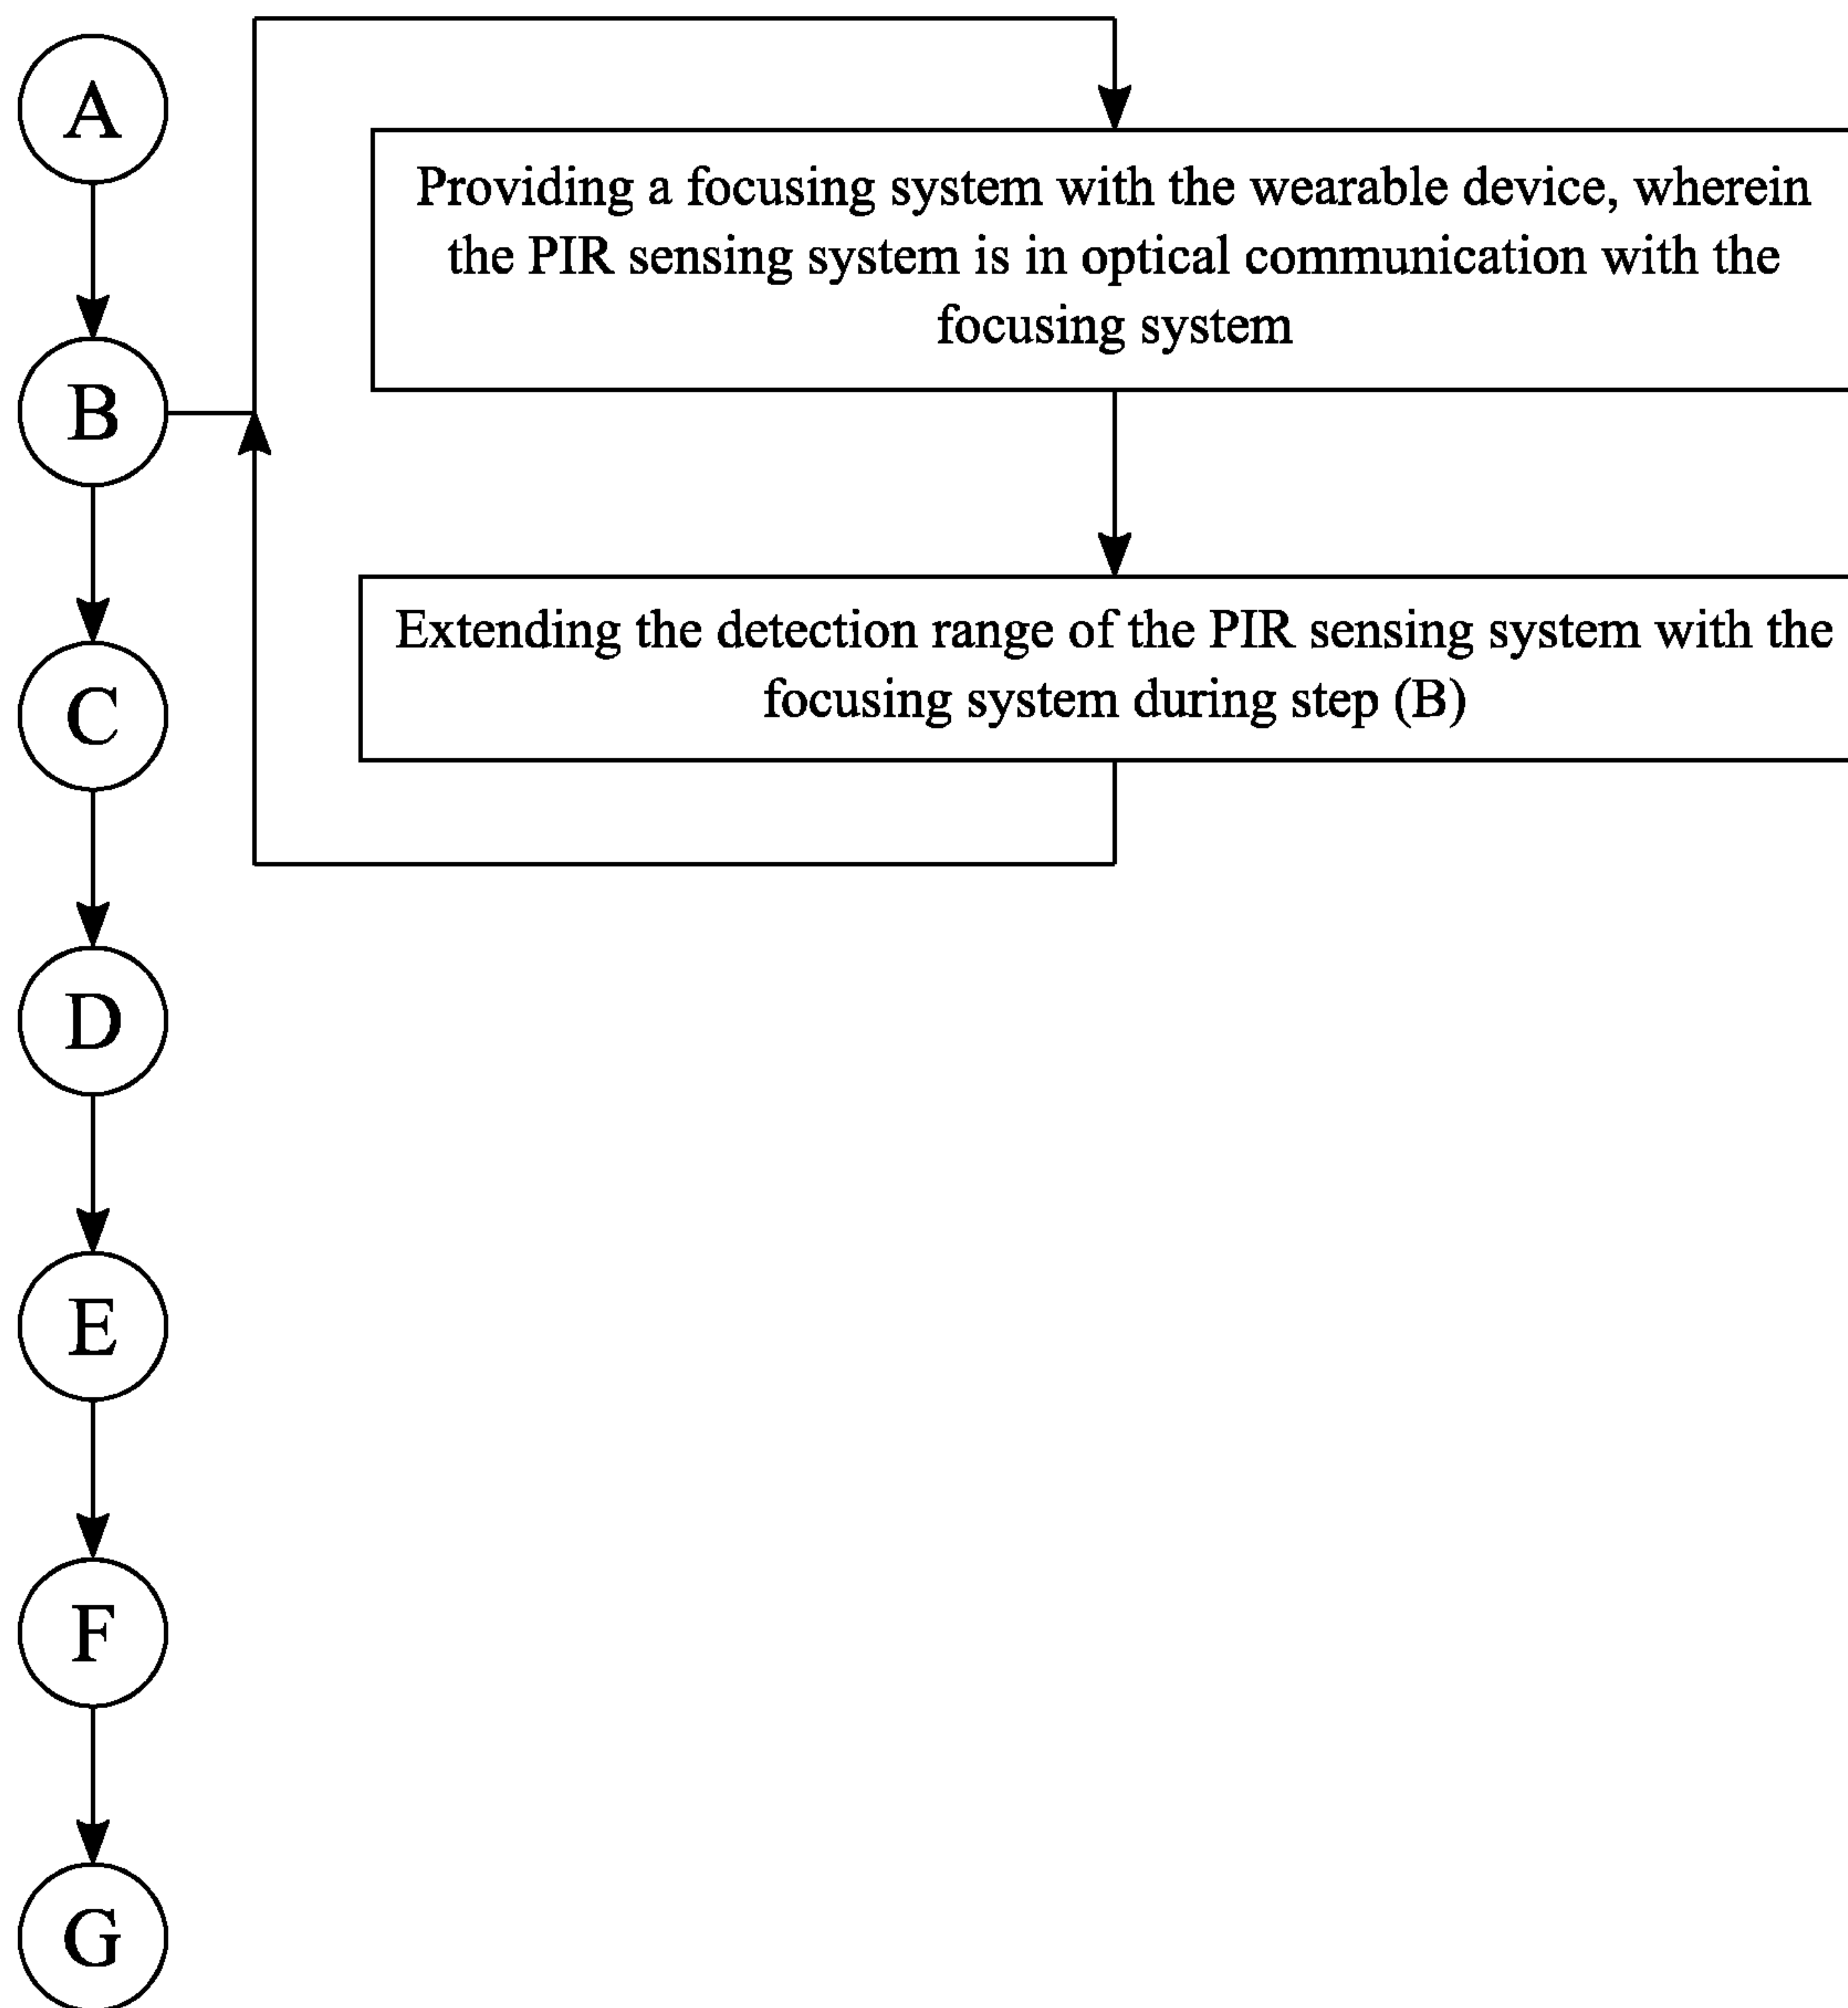 A
Providing a focusing system with the wearable device, wherein
the PIR sensing system is in optical communication with the
focusing system
B
Extending the detection range of the PIR sensing system with the
focusing system during step (B)
C
D
E
F
G